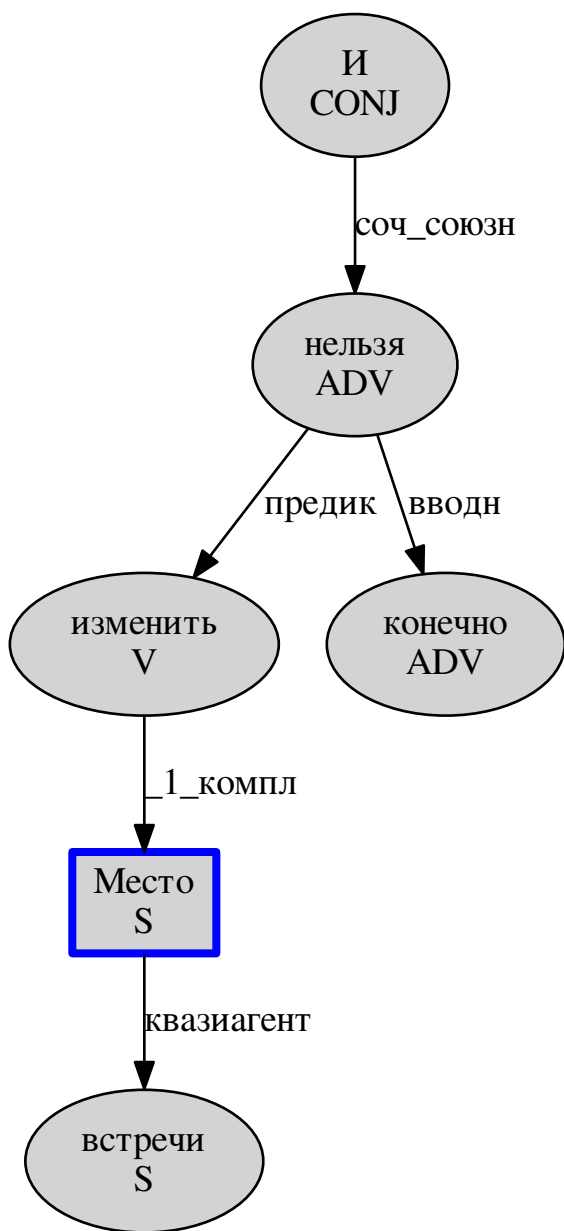 И
CONJ
соч_союзн
нельзя
ADV
предик
вводн
изменить
V
конечно
ADV
_1_компл
Место
S
квазиагент
встречи
S